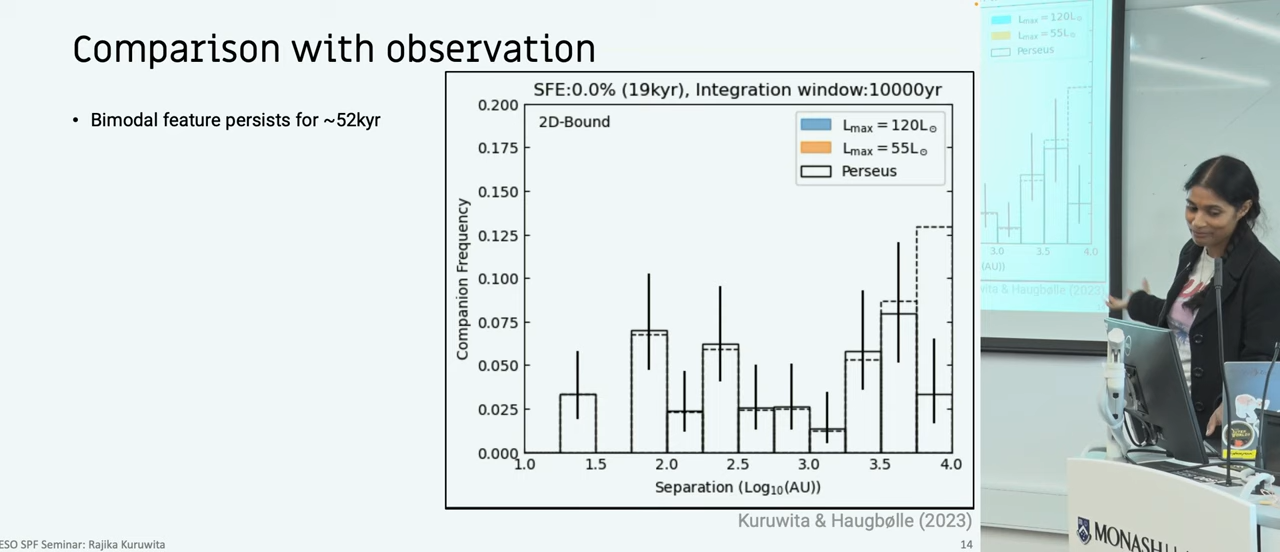 Comparison with observation
• Bimodal feature persists for ~52kyr
SFE:0.0% (19kyr), Integration window:10000yr
2D-Bound
Lmax = 120L⊙
Lmax = 55L⊙
Perseus
0.200
0.175
0.150
0.125
0.100
0.075
0.050
0.025
0.000
Companion Frequency
1.0 1.5 2.0 2.5 3.0 3.5 4.0
Separation (Log10(AU))
Kuruwita & Haugbølle (2023)
ESO SPF Seminar: Rajika Kuruwita
14
Lmax = 120L⊙
Lmax = 55L⊙
Perseus
3.0 3.5 4.0
(AU))
wita & Haugbølle (2023)
MONASH